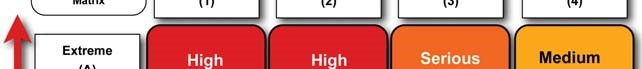 Matrix (1) (2) (3) (4)
Extreme High High Serious Medium
(A)